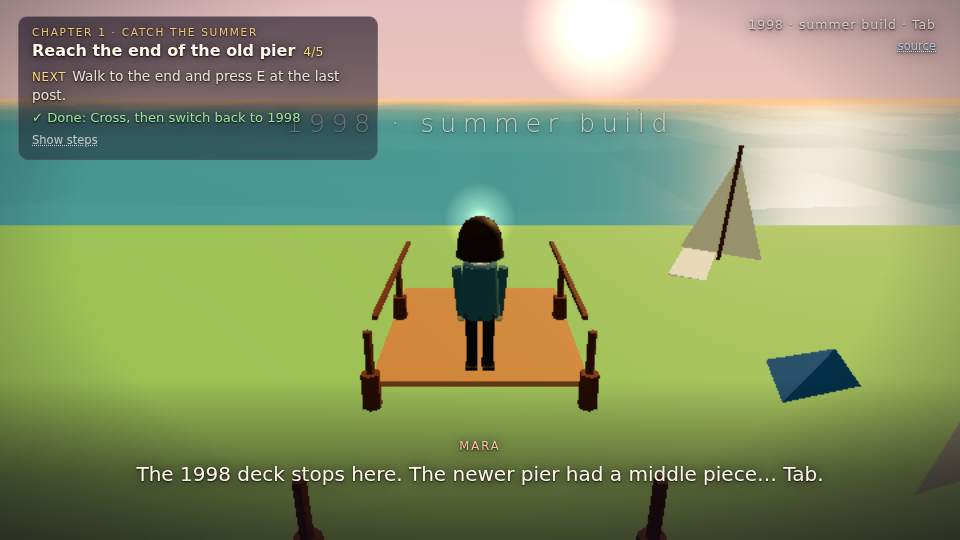 CHAPTER 1 · CATCH THE SUMMER
Reach the end of the old pier 4/5
NEXT Walk to the end and press E at the last
post.
✓ Done: Cross, then switch back to 1998
Show steps
1998 · summer build · Tab
source
1998 · summer build
MARA
The 1998 deck stops here. The newer pier had a middle piece… Tab.